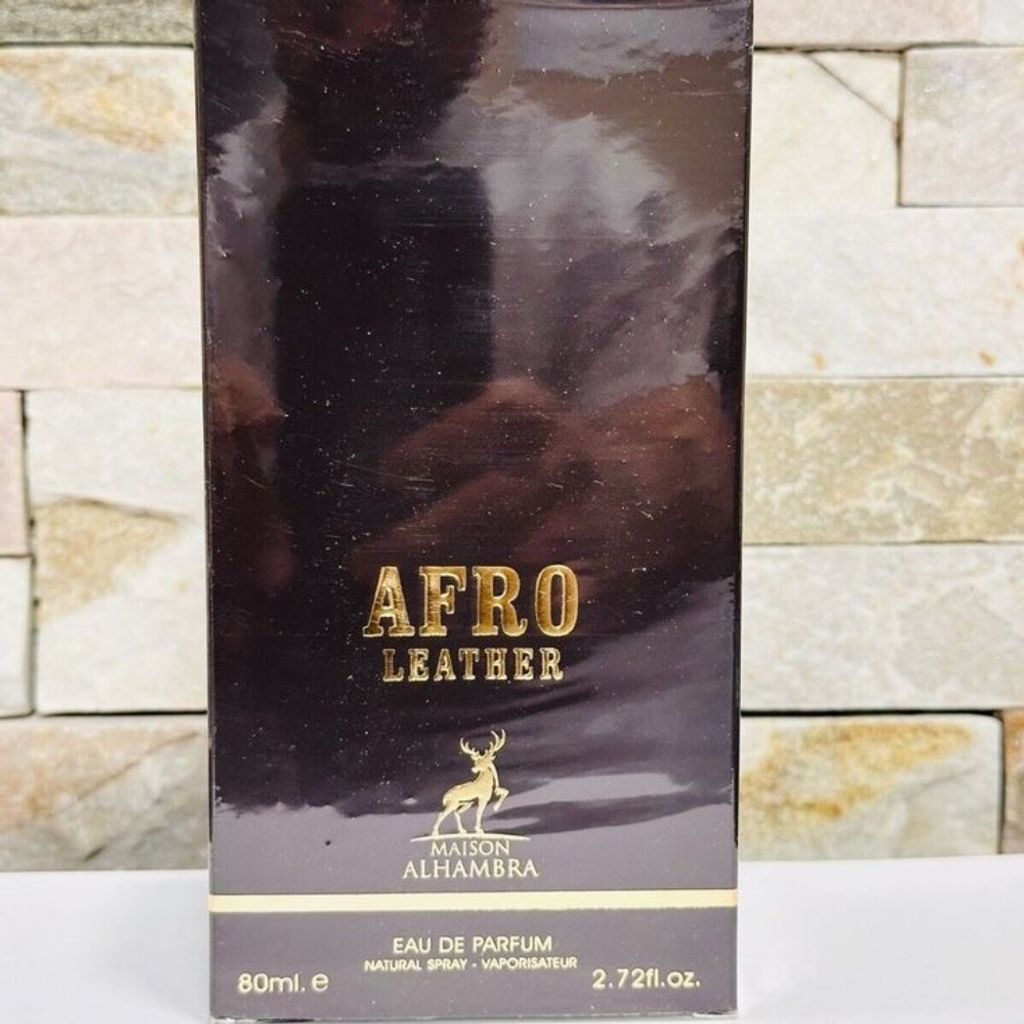 AFRO
LEATHER
MAISON
ALHAMBRA
EAU DE PARFUM
NATURAL SPRAY - VAPORISATEUR
80ml. e
2.72fl.oz.